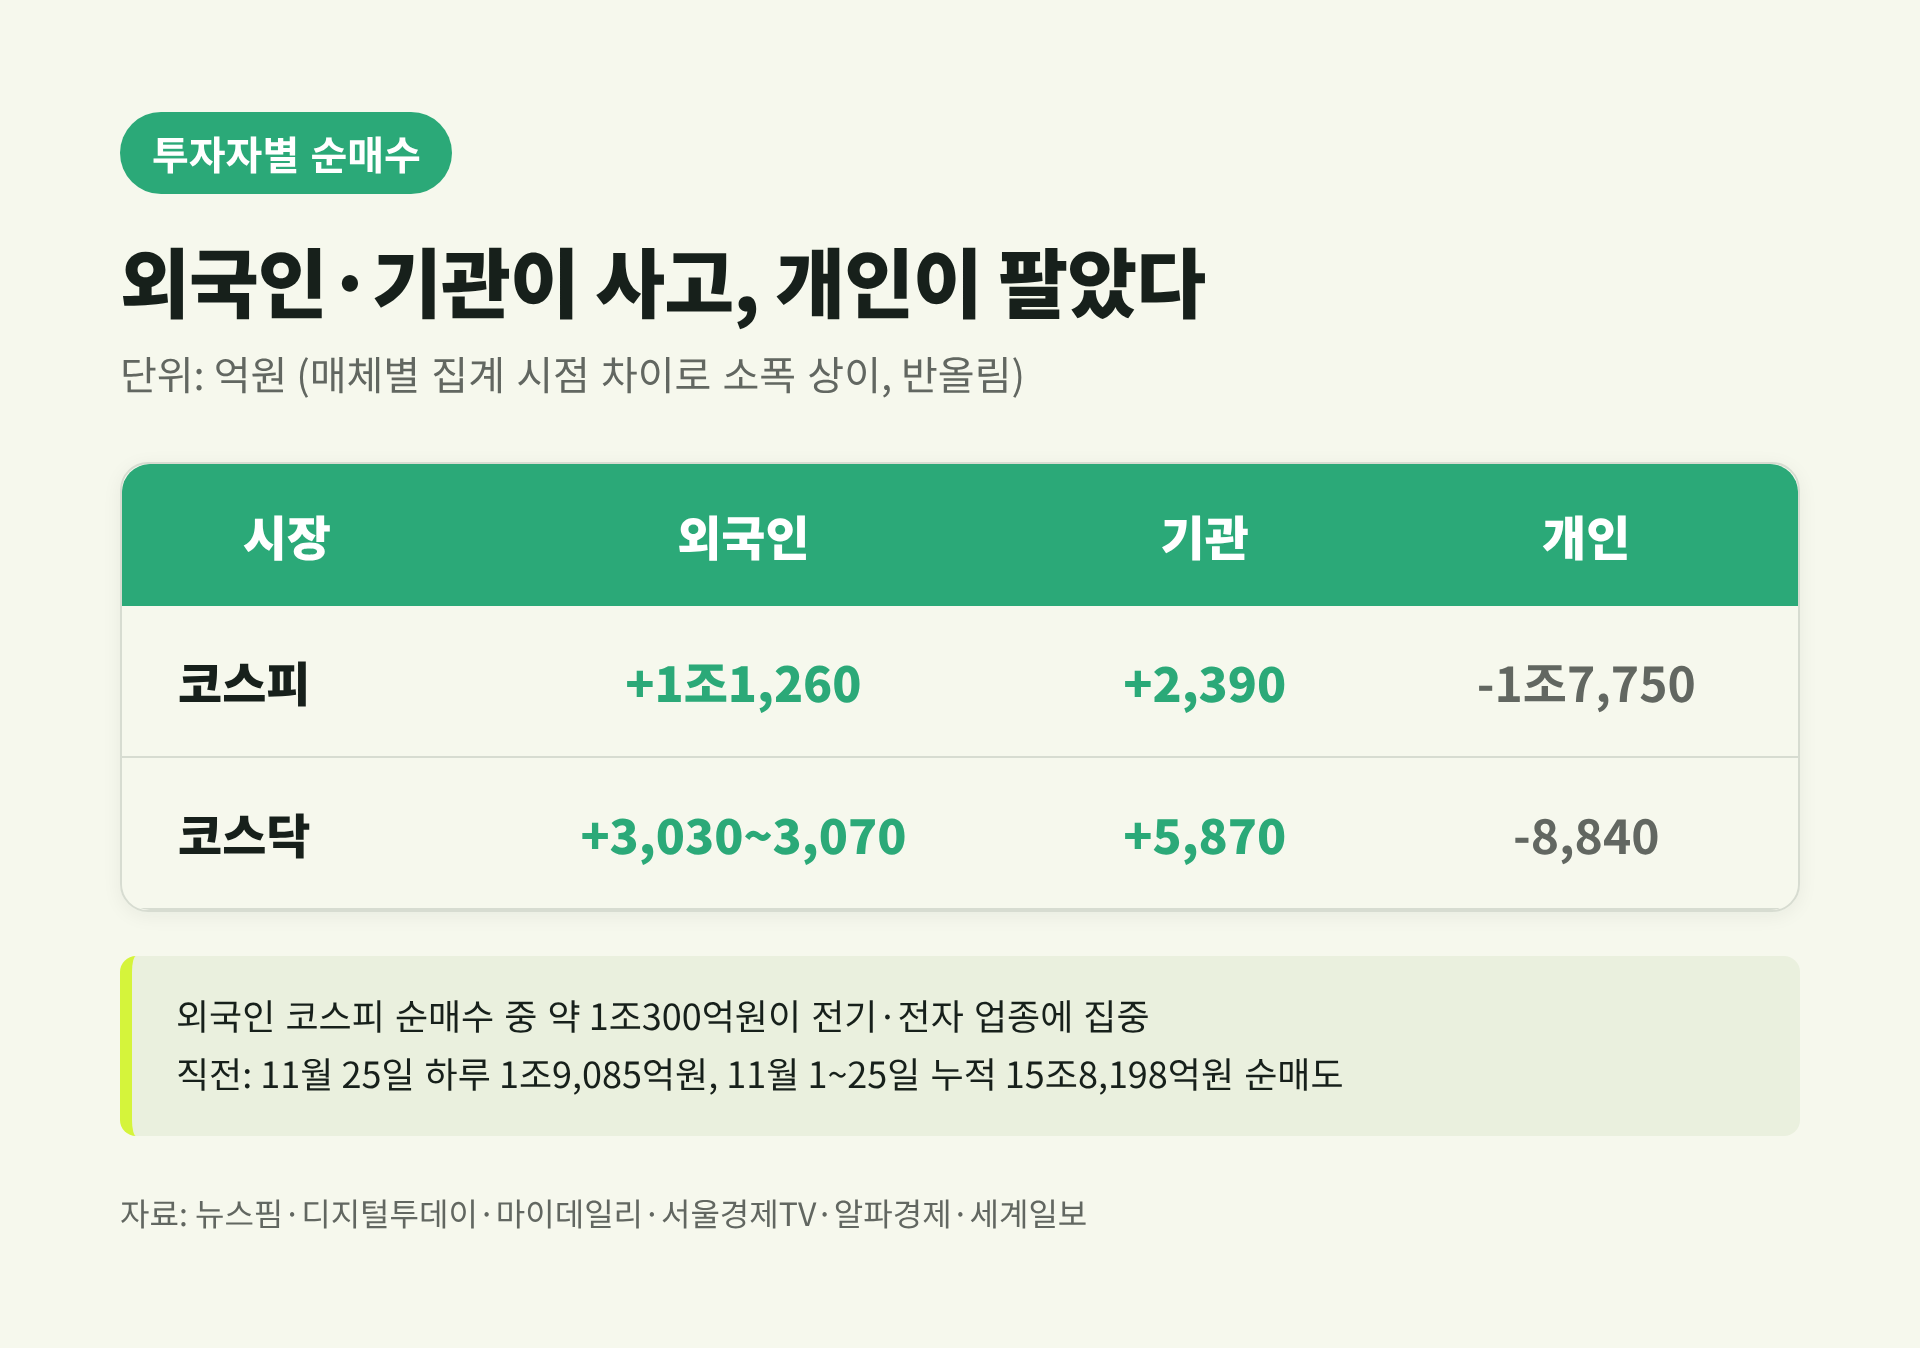 투자자별 순매수
외국인·기관이 사고, 개인이 팔았다
단위: 억원 (매체별 집계 시점 차이로 소폭 상이, 반올림)
시장 외국인 기관 개인
코스피 +1조1,260 +2,390 -1조7,750
코스닥 +3,030~3,070 +5,870 -8,840
외국인 코스피 순매수 중 약 1조300억원이 전기·전자 업종에 집중
직전: 11월 25일 하루 1조9,085억원, 11월 1~25일 누적 15조8,198억원 순매도
자료: 뉴스핌·디지털투데이·마이데일리·서울경제TV·알파경제·세계일보